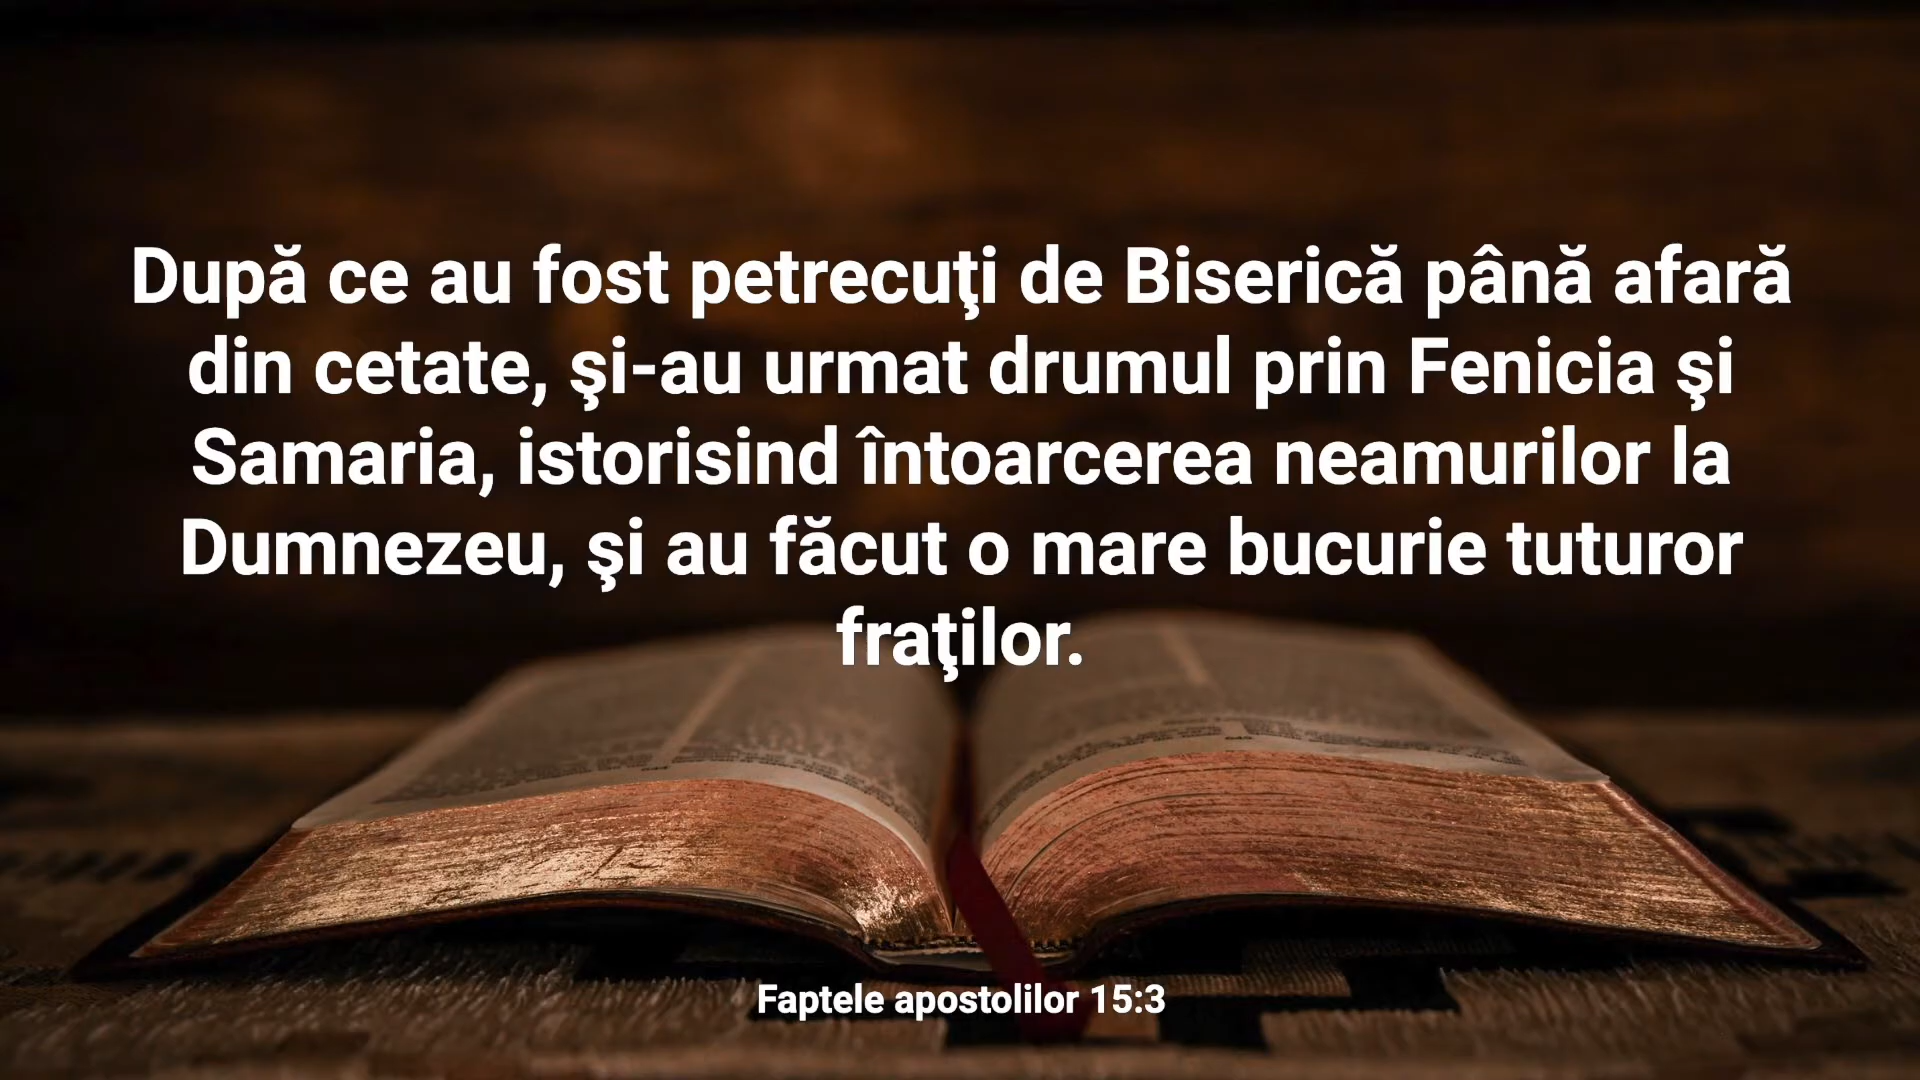 După ce au fost petrecuţi de Biserică până afară
din cetate, şi-au urmat drumul prin Fenicia şi
Samaria, istorisind întoarcerea neamurilor la
Dumnezeu, şi au făcut o mare bucurie tuturor
fraţilor.
Faptele apostolilor 15:3